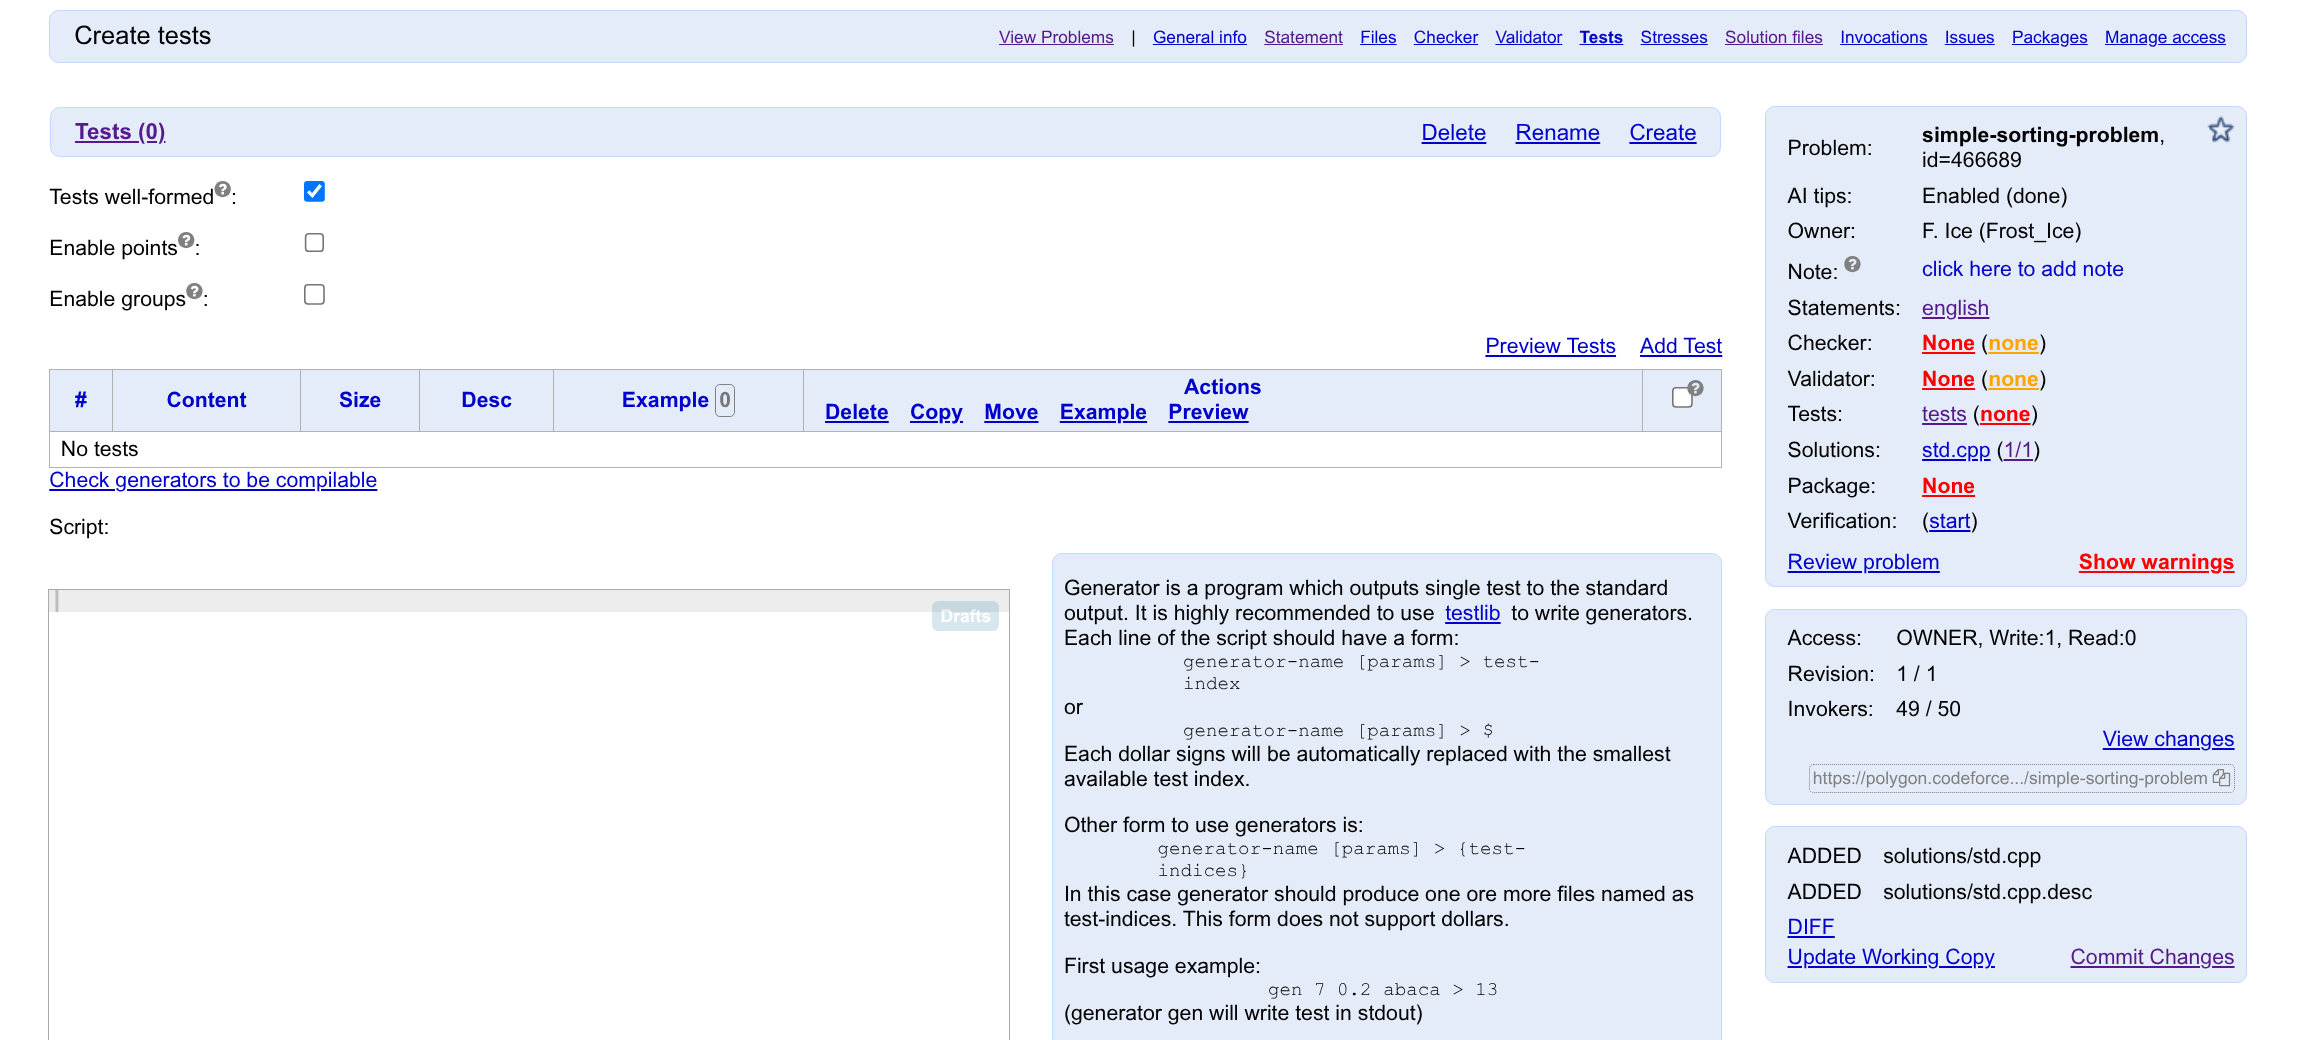 Create tests
View Problems | General info Statement Files Checker Validator Tests Stresses Solution files Invocations Issues Packages Manage access
Tests (0) Delete Rename Create
Tests well-formed?:
Enable points?:
Enable groups?:
Preview Tests Add Test
# Content Size Desc Example 0 Actions ?
Delete Copy Move Example Preview
No tests
Check generators to be compilable
Script:
Drafts
Generator is a program which outputs single test to the standard
output. It is highly recommended to use testlib to write generators.
Each line of the script should have a form:
generator-name [params] > test-
index
or
generator-name [params] > $
Each dollar signs will be automatically replaced with the smallest
available test index.
Other form to use generators is:
generator-name [params] > {test-
indices}
In this case generator should produce one ore more files named as
test-indices. This form does not support dollars.
First usage example:
gen 7 0.2 abaca > 13
(generator gen will write test in stdout)
Problem: simple-sorting-problem,
id=466689
AI tips: Enabled (done)
Owner: F. Ice (Frost_Ice)
Note: ? click here to add note
Statements: english
Checker: None (none)
Validator: None (none)
Tests: tests (none)
Solutions: std.cpp (1/1)
Package: None
Verification: (start)
Review problem Show warnings
Access: OWNER, Write:1, Read:0
Revision: 1 / 1
Invokers: 49 / 50
View changes
https://polygon.codeforce.../simple-sorting-problem
ADDED solutions/std.cpp
ADDED solutions/std.cpp.desc
DIFF
Update Working Copy Commit Changes